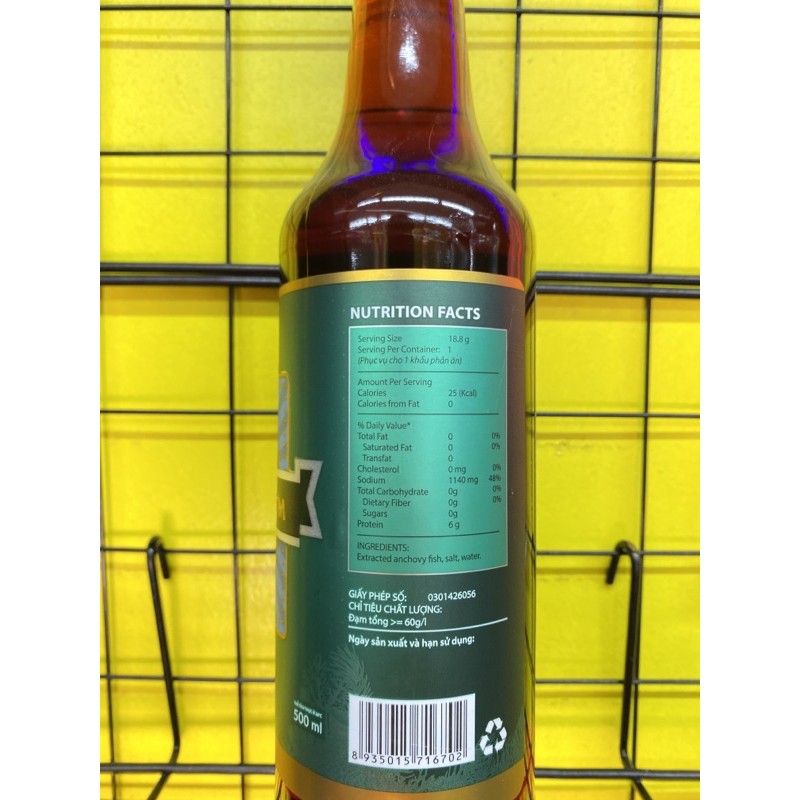 NUTRITION FACTS
Serving Size 18.8 g
Serving Per Container: 1
(Phục vụ cho 1 khẩu phần ăn)
Amount Per Serving
Calories 25 (Kcal)
Calories from Fat 0
% Daily Value*
Total Fat 0 0%
Saturated Fat 0 0%
Transfat 0
Cholesterol 0 mg 0%
Sodium 1140 mg 48%
Total Carbohydrate 0g 0%
Dietary Fiber 0g 0%
Sugars 0g
Protein 6 g
INGREDIENTS:
Extracted anchovy fish, salt, water.
GIẤY PHÉP SỐ: 0301426056
CHỈ TIÊU CHẤT LƯỢNG:
Đạm tổng >= 60g/l
Ngày sản xuất và hạn sử dụng:
500 ml
8 935015 716702